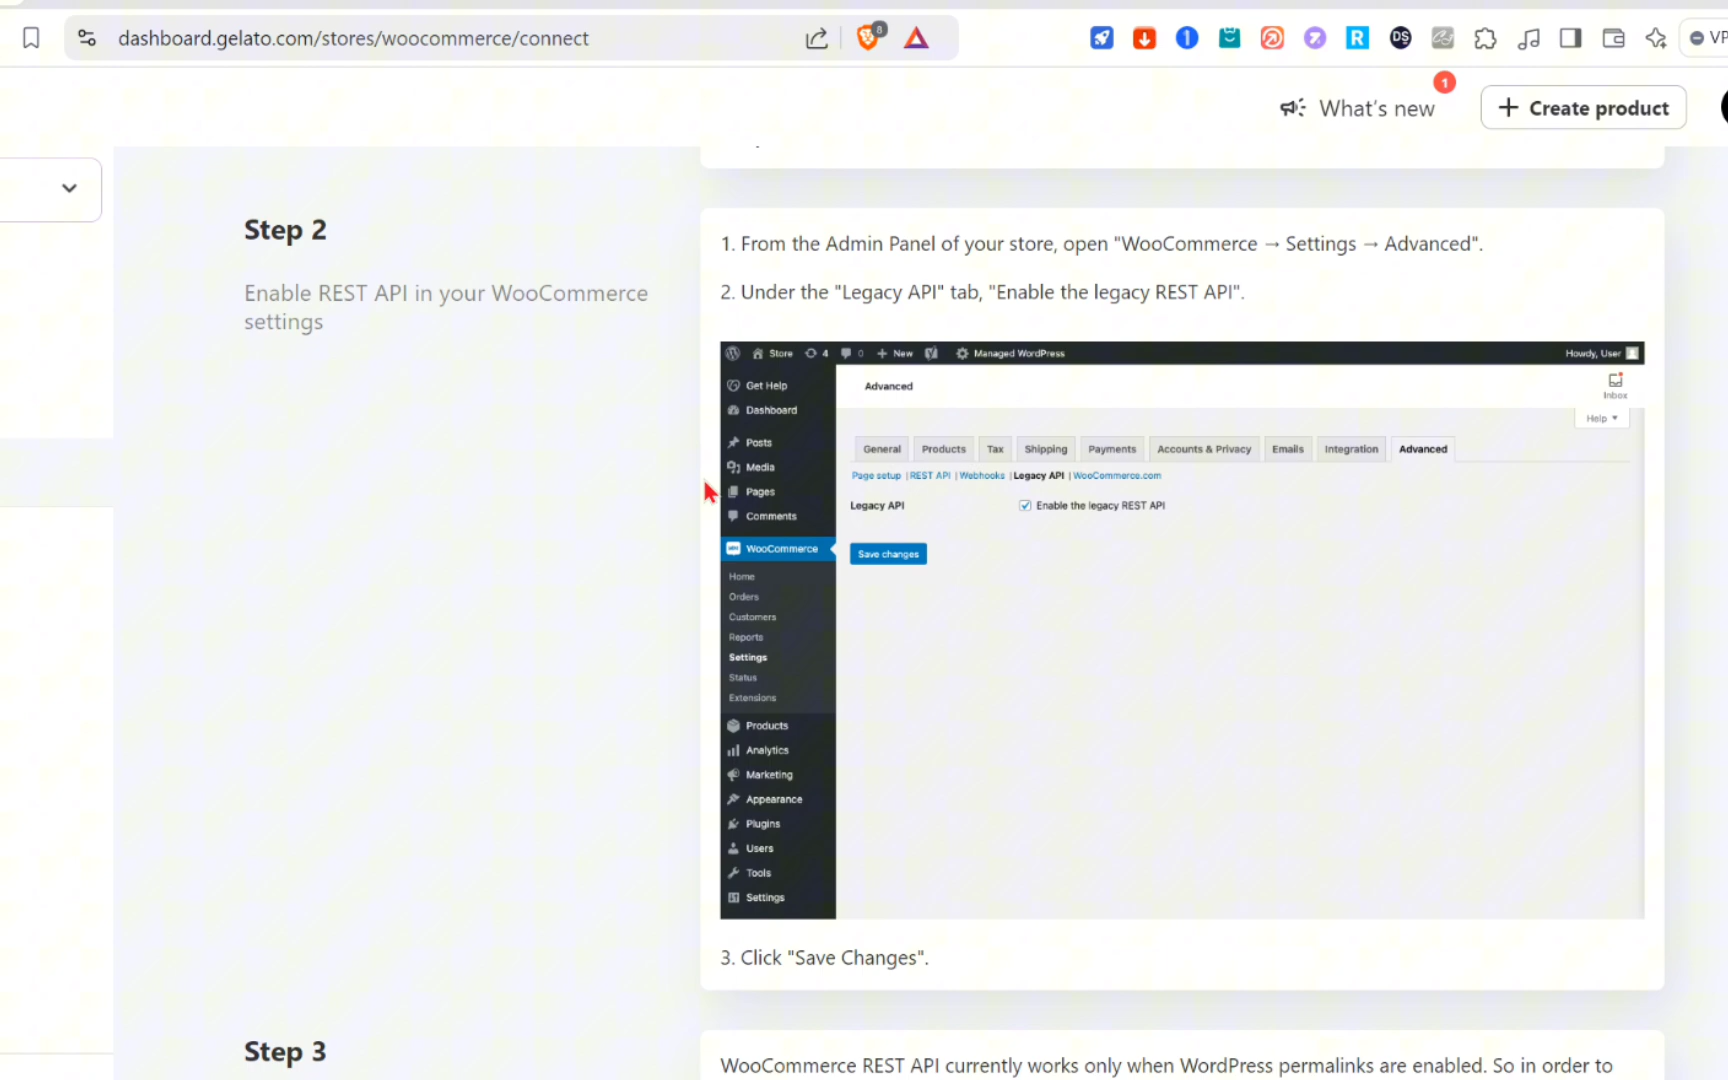 dashboard.gelato.com/stores/woocommerce/connect
8
DS
VP
What's new
1
Create product
Step 2
Enable REST API in your WooCommerce
settings
1. From the Admin Panel of your store, open "WooCommerce → Settings → Advanced".
2. Under the "Legacy API" tab, "Enable the legacy REST API".
Store 4 0 New Managed WordPress Howdy, User
Get Help
Dashboard
Posts
Media
Pages
Comments
WooCommerce
Home
Orders
Customers
Reports
Settings
Status
Extensions
Products
Analytics
Marketing
Appearance
Plugins
Users
Tools
Settings
Advanced
Inbox
Help
General Products Tax Shipping Payments Accounts & Privacy Emails Integration Advanced
Page setup | REST API | Webhooks | Legacy API | WooCommerce.com
Legacy API Enable the legacy REST API
Save changes
3. Click "Save Changes".
Step 3
WooCommerce REST API currently works only when WordPress permalinks are enabled. So in order to